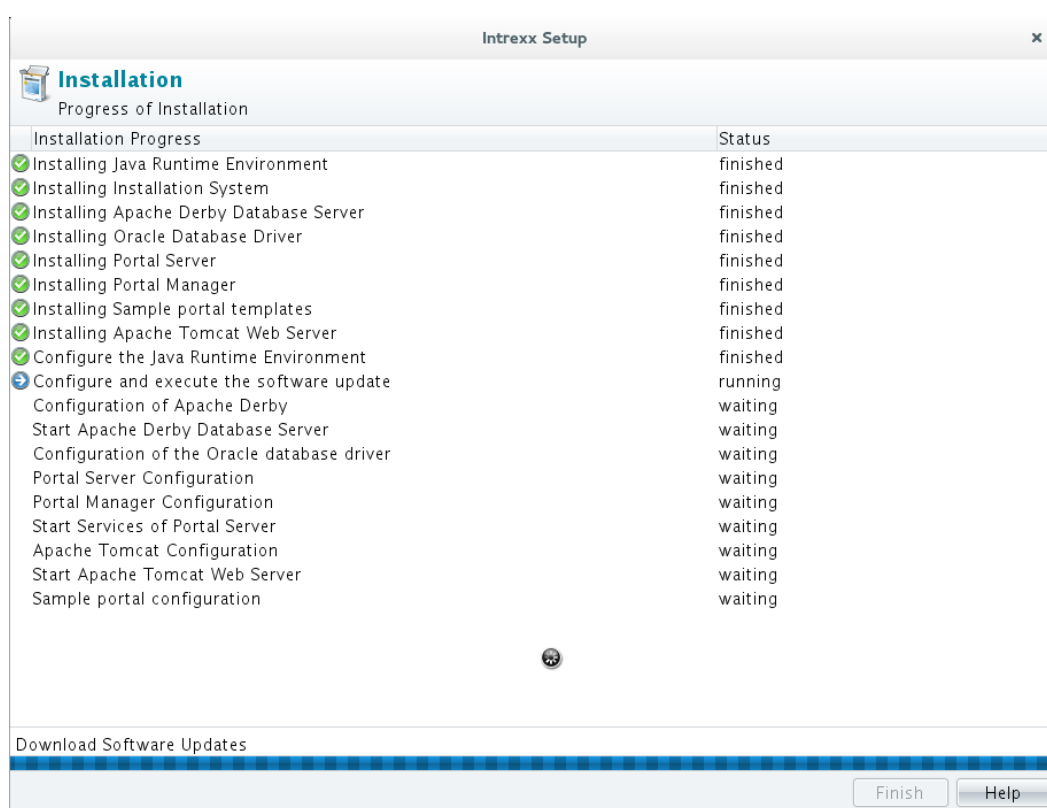 Intrexx Setup
Installation
Progress of Installation
Installation Progress Status
Installing Java Runtime Environment finished
Installing Installation System finished
Installing Apache Derby Database Server finished
Installing Oracle Database Driver finished
Installing Portal Server finished
Installing Portal Manager finished
Installing Sample portal templates finished
Installing Apache Tomcat Web Server finished
Configure the Java Runtime Environment finished
Configure and execute the software update running
Configuration of Apache Derby waiting
Start Apache Derby Database Server waiting
Configuration of the Oracle database driver waiting
Portal Server Configuration waiting
Portal Manager Configuration waiting
Start Services of Portal Server waiting
Apache Tomcat Configuration waiting
Start Apache Tomcat Web Server waiting
Sample portal configuration waiting
Download Software Updates
Finish Help